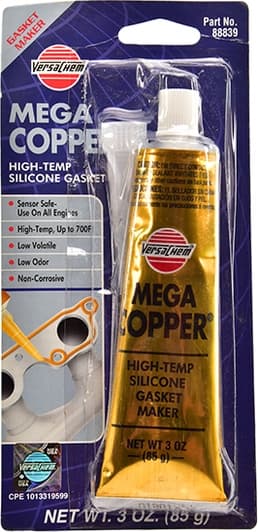 GASKET
MAKER
VERSACHEM
Part No.
88839
MEGA
COPPER
HIGH-TEMP
SILICONE GASKET
Sensor Safe-
Use On All Engines
High-Temp, Up to 700F
Low Volatile
Low Odor
Non-Corrosive
VERSACHEM
MEGA
COPPER®
HIGH-TEMP
SILICONE
GASKET
MAKER
NET WT 3 OZ
(85 g)
VERSACHEM
CPE 1013319599
NET WT. 3 OZ. (85 g)